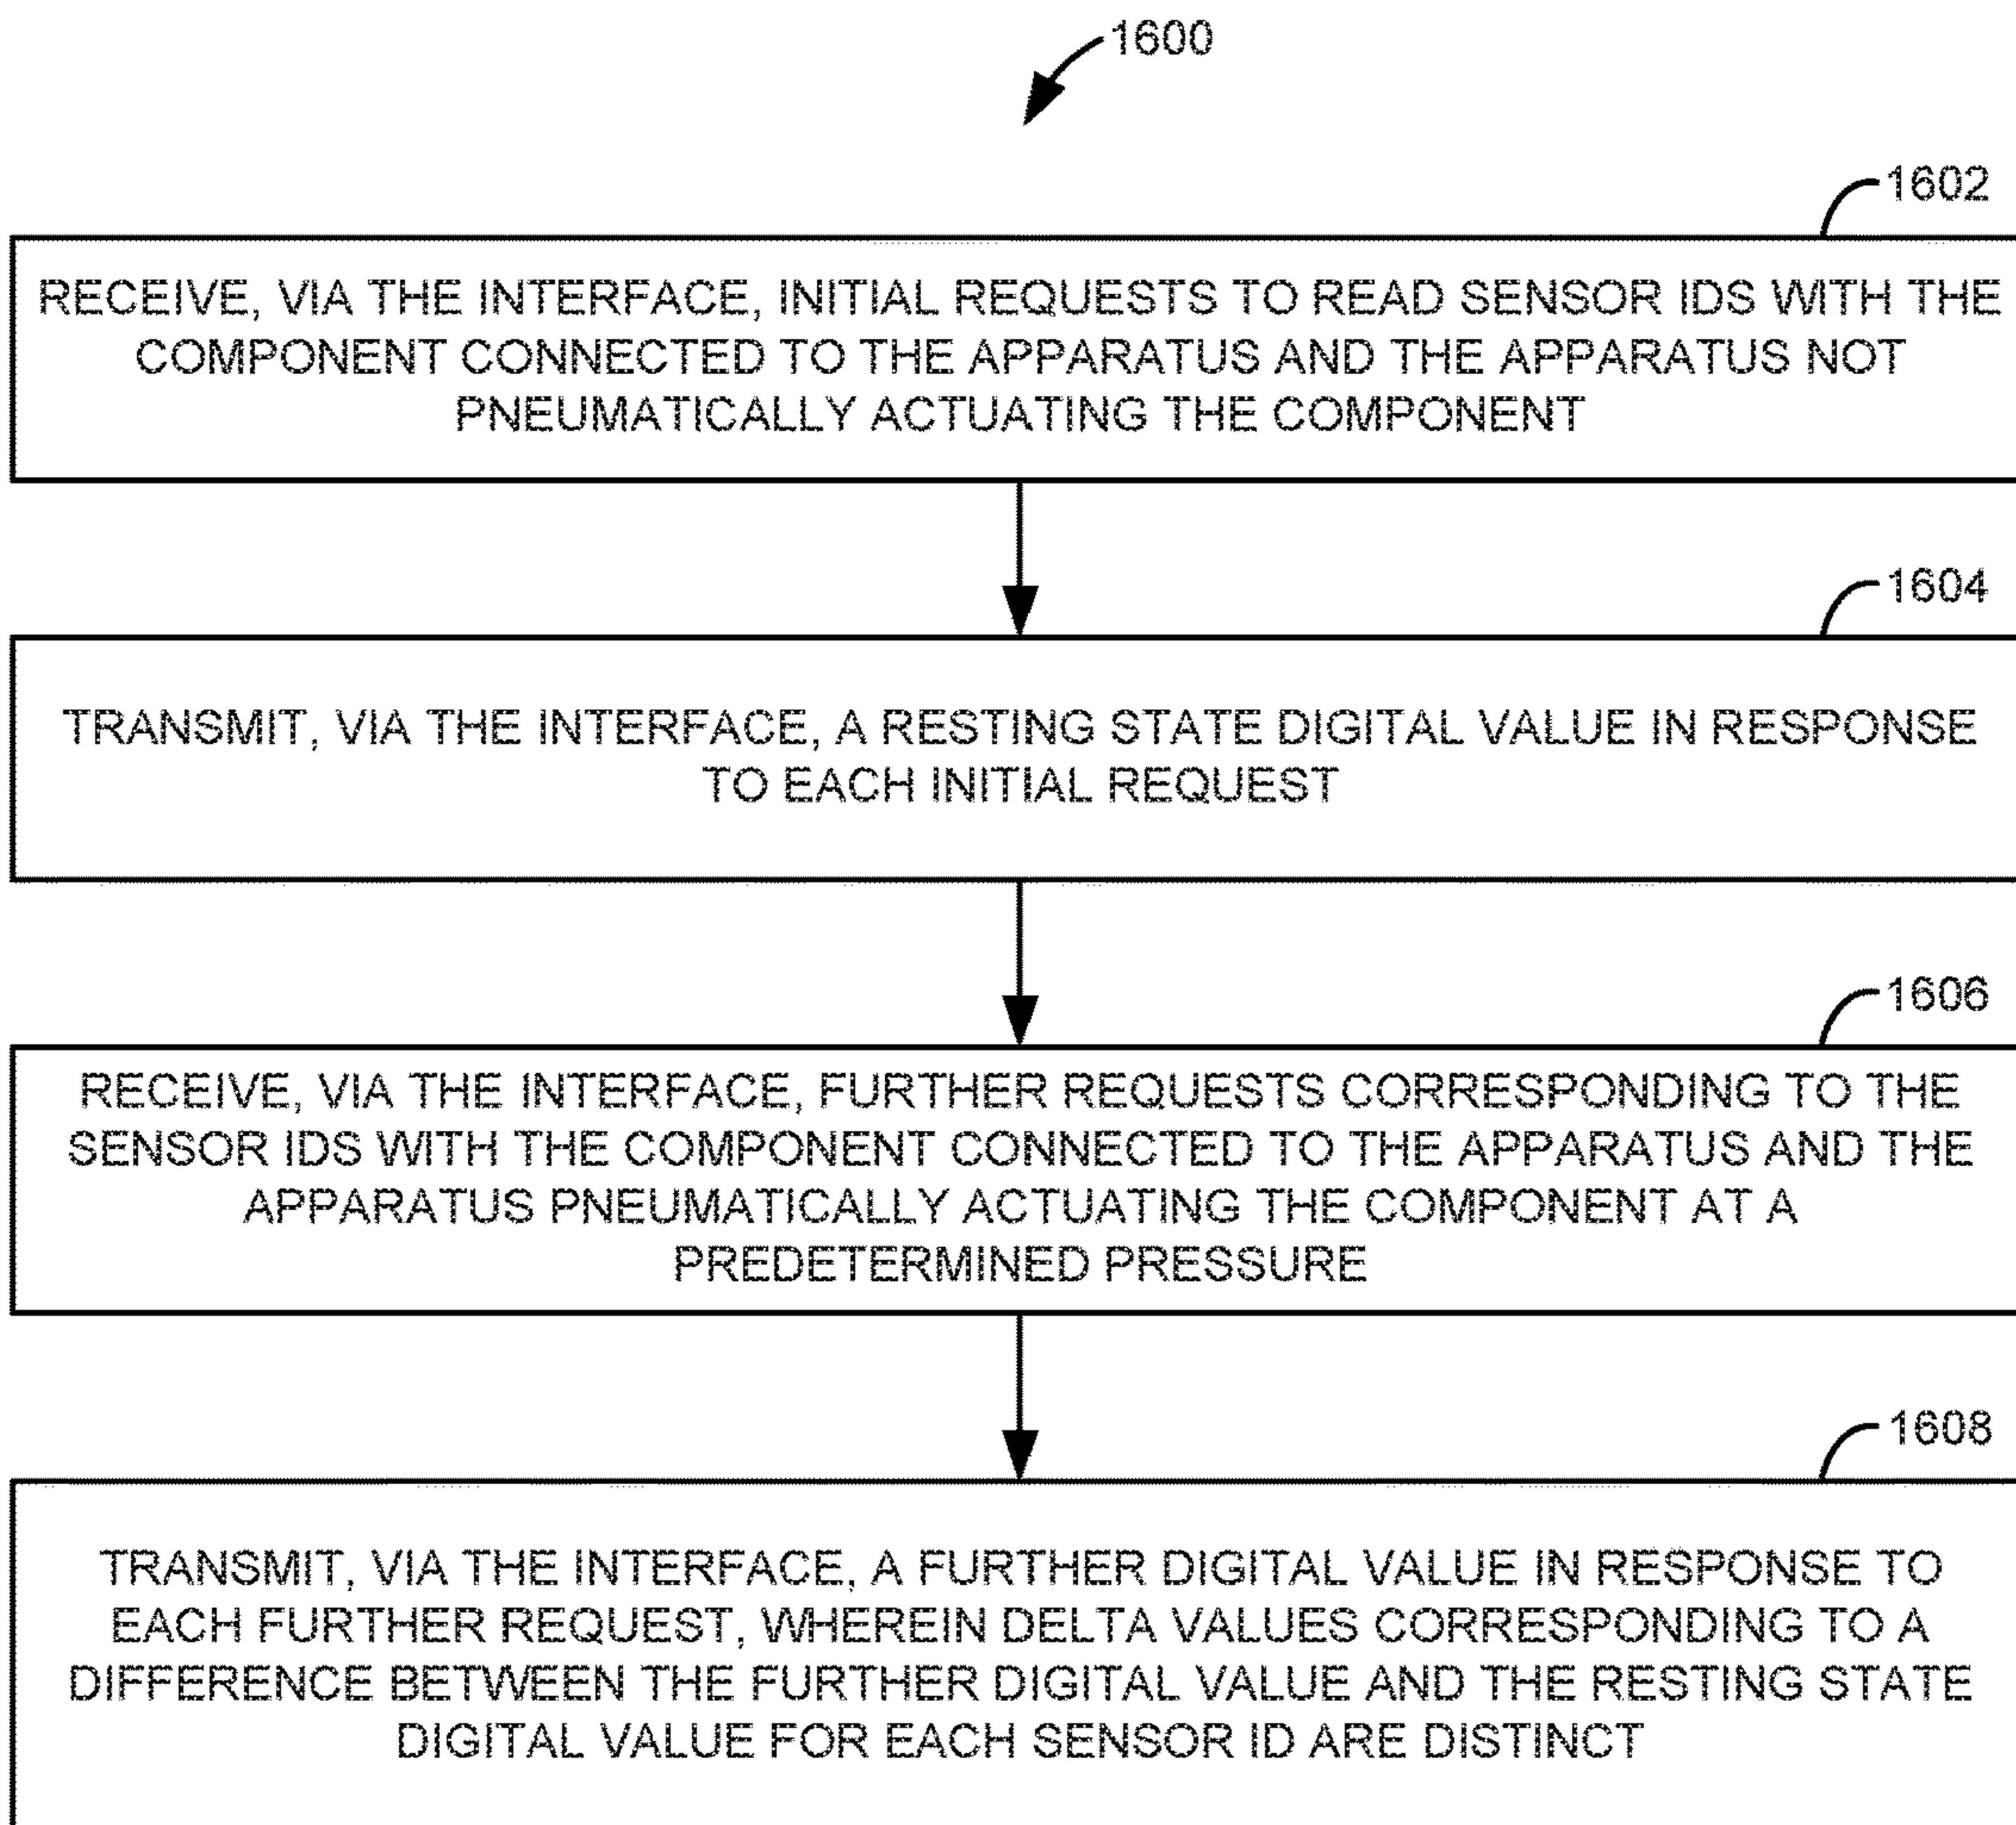 1600
1602
RECEIVE, VIA THE INTERFACE, INITIAL REQUESTS TO READ SENSOR IDS WITH THE
COMPONENT CONNECTED TO THE APPARATUS AND THE APPARATUS NOT
PNEUMATICALLY ACTUATING THE COMPONENT
1604
TRANSMIT, VIA THE INTERFACE, A RESTING STATE DIGITAL VALUE IN RESPONSE
TO EACH INITIAL REQUEST
1606
RECEIVE, VIA THE INTERFACE, FURTHER REQUESTS CORRESPONDING TO THE
SENSOR IDS WITH THE COMPONENT CONNECTED TO THE APPARATUS AND THE
APPARATUS PNEUMATICALLY ACTUATING THE COMPONENT AT A
PREDETERMINED PRESSURE
1608
TRANSMIT, VIA THE INTERFACE, A FURTHER DIGITAL VALUE IN RESPONSE TO
EACH FURTHER REQUEST, WHEREIN DELTA VALUES CORRESPONDING TO A
DIFFERENCE BETWEEN THE FURTHER DIGITAL VALUE AND THE RESTING STATE
DIGITAL VALUE FOR EACH SENSOR ID ARE DISTINCT